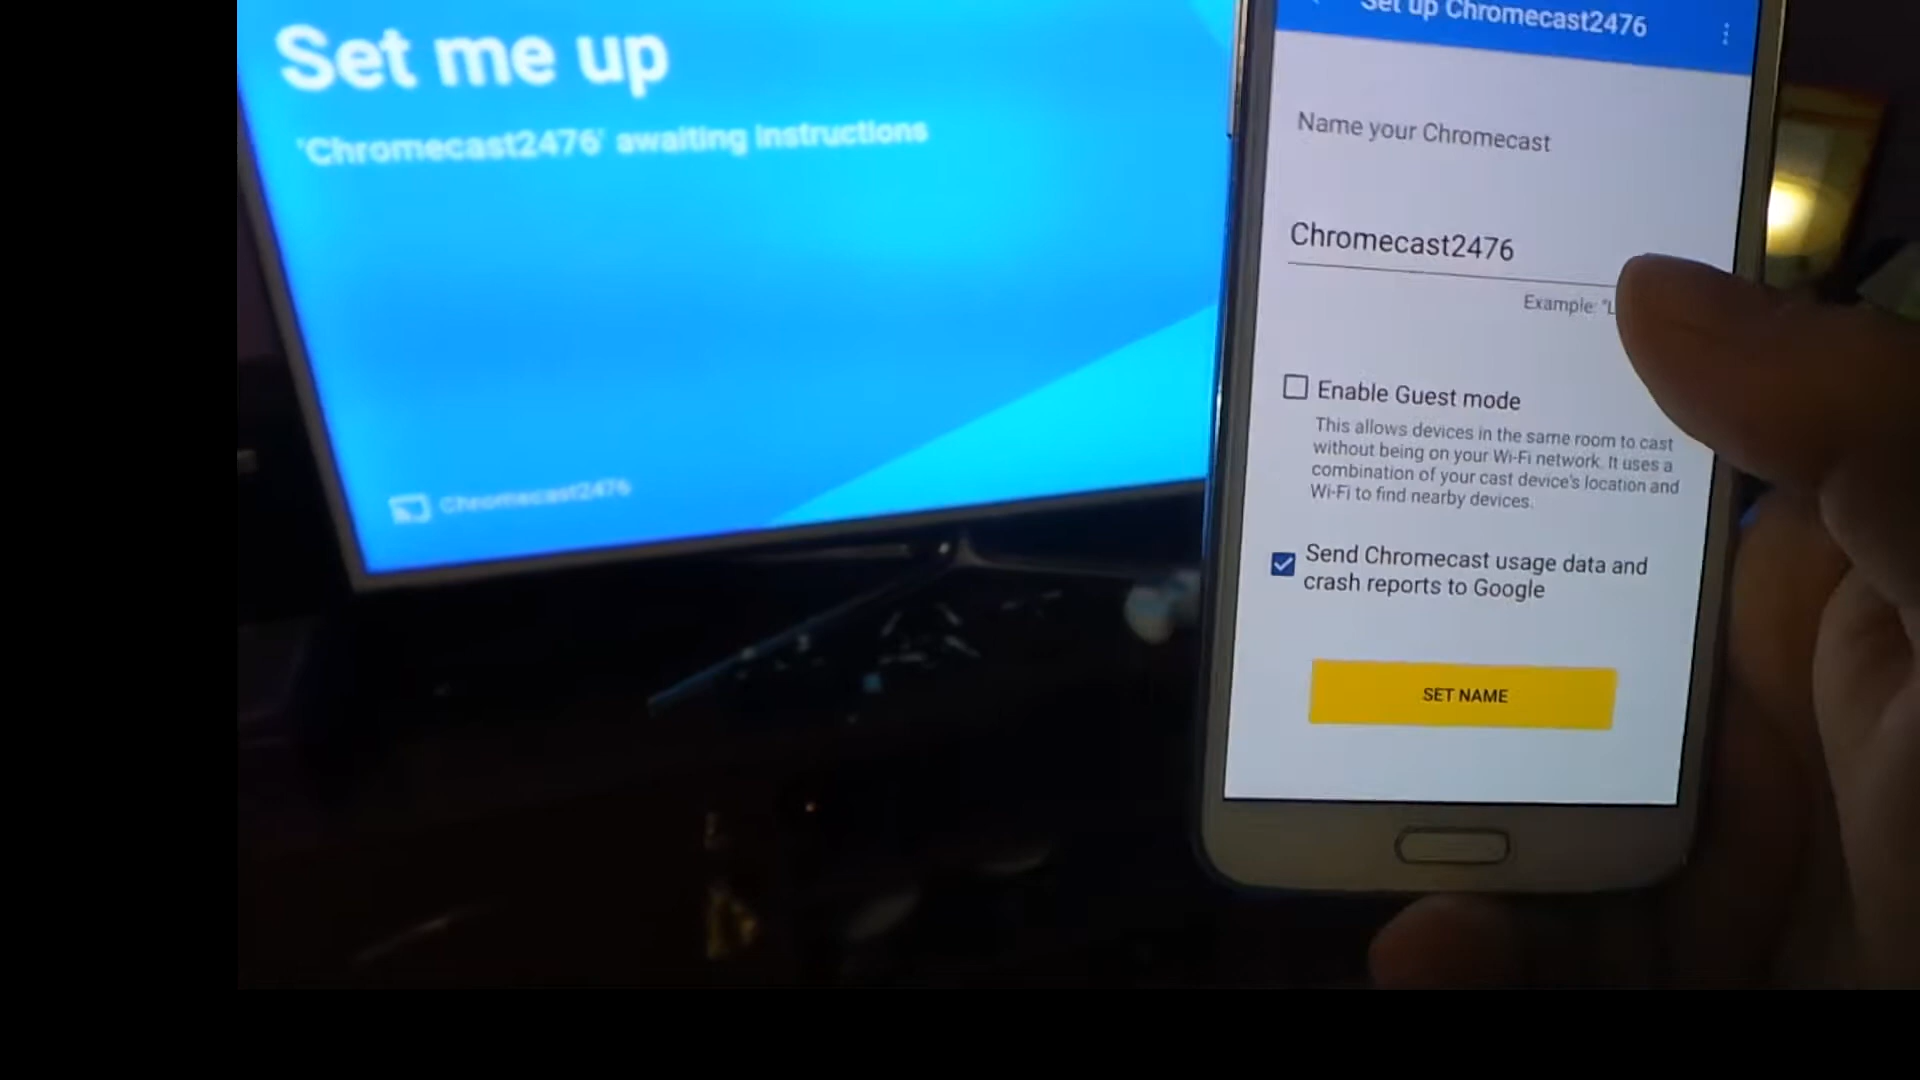 Set me up
'Chromecast2476' awaiting instructions
Chromecast2476
Set up Chromecast2476
Name your Chromecast
Chromecast2476
Example: "L
Enable Guest mode
This allows devices in the same room to cast
without being on your Wi-Fi network. It uses a
combination of your cast device's location and
Wi-Fi to find nearby devices.
Send Chromecast usage data and
crash reports to Google
SET NAME